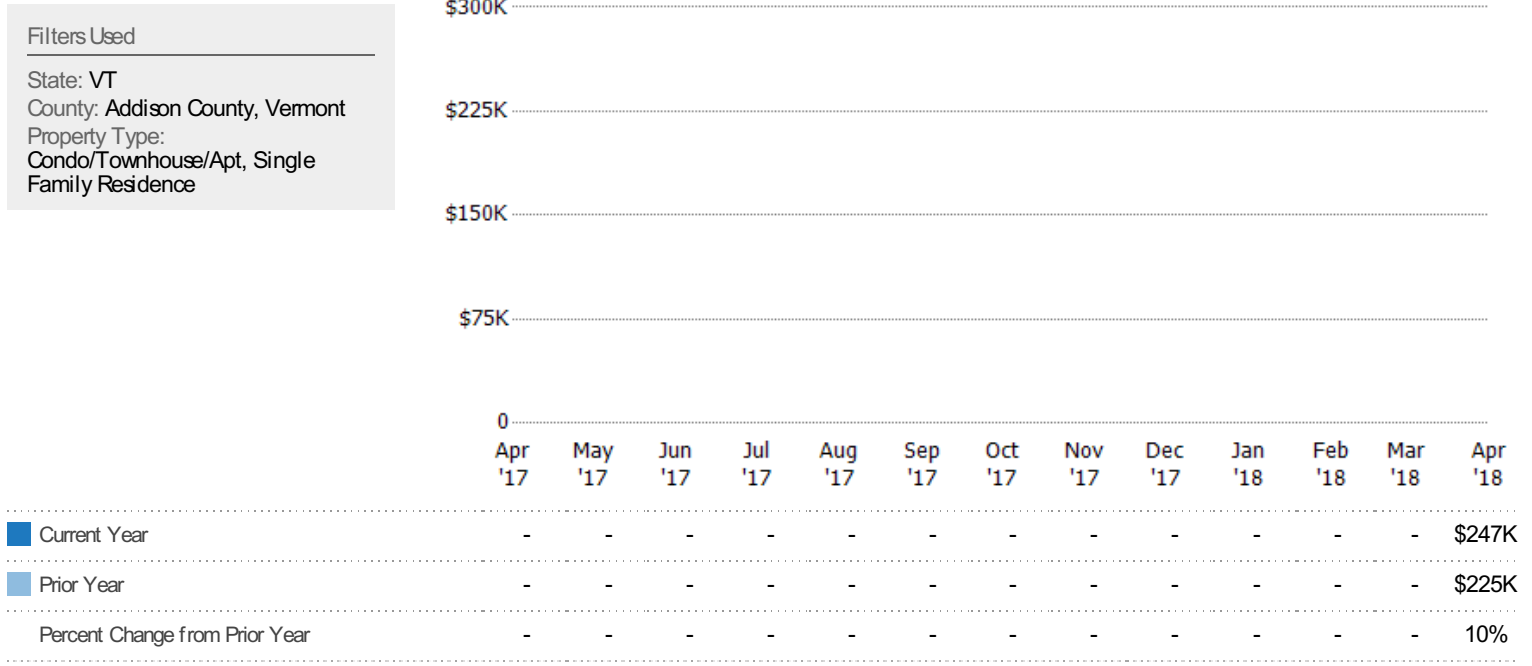 Filters Used
State: VT
County: Addison County, Vermont
Property Type:
Condo/Townhouse/Apt, Single
Family Residence
$300K
$225K
$150K
$75K
0
Apr May Jun Jul Aug Sep Oct Nov Dec Jan Feb Mar Apr
'17 '17 '17 '17 '17 '17 '17 '17 '17 '18 '18 '18 '18
Current Year - - - - - - - - - - - - $247K
Prior Year - - - - - - - - - - - - $225K
Percent Change from Prior Year - - - - - - - - - - - - 10%